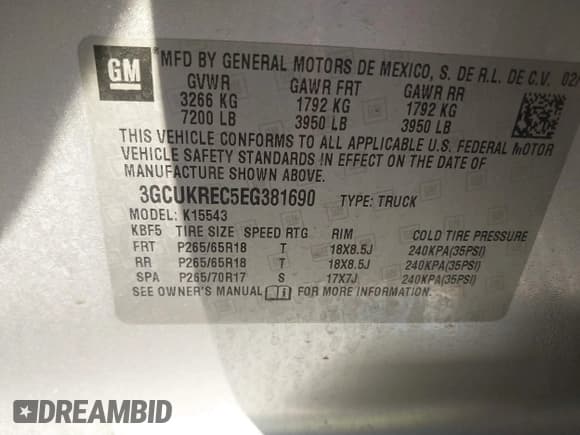 GM
*MFD BY GENERAL MOTORS DE MEXICO, S. DE R.L. DE C.V. 02/
GVWR GAWR FRT GAWR RR
3266 KG 1792 KG 1792 KG
7200 LB 3950 LB 3950 LB
THIS VEHICLE CONFORMS TO ALL APPLICABLE U.S. FEDERAL MOTOR
VEHICLE SAFETY STANDARDS IN EFFECT ON THE DATE OF
MANUFACTURE SHOWN ABOVE.
3GCUKREC5EG381690 TYPE: TRUCK
MODEL: K15543
KBF5 TIRE SIZE SPEED RTG RIM COLD TIRE PRESSURE
FRT P265/65R18 T 18X8.5J 240KPA(35PSI)
RR P265/65R18 T 18X8.5J 240KPA(35PSI)
SPA P265/70R17 S 17X7J 240KPA(35PSI)
SEE OWNER'S MANUAL FOR MORE INFORMATION.
DREAMBID